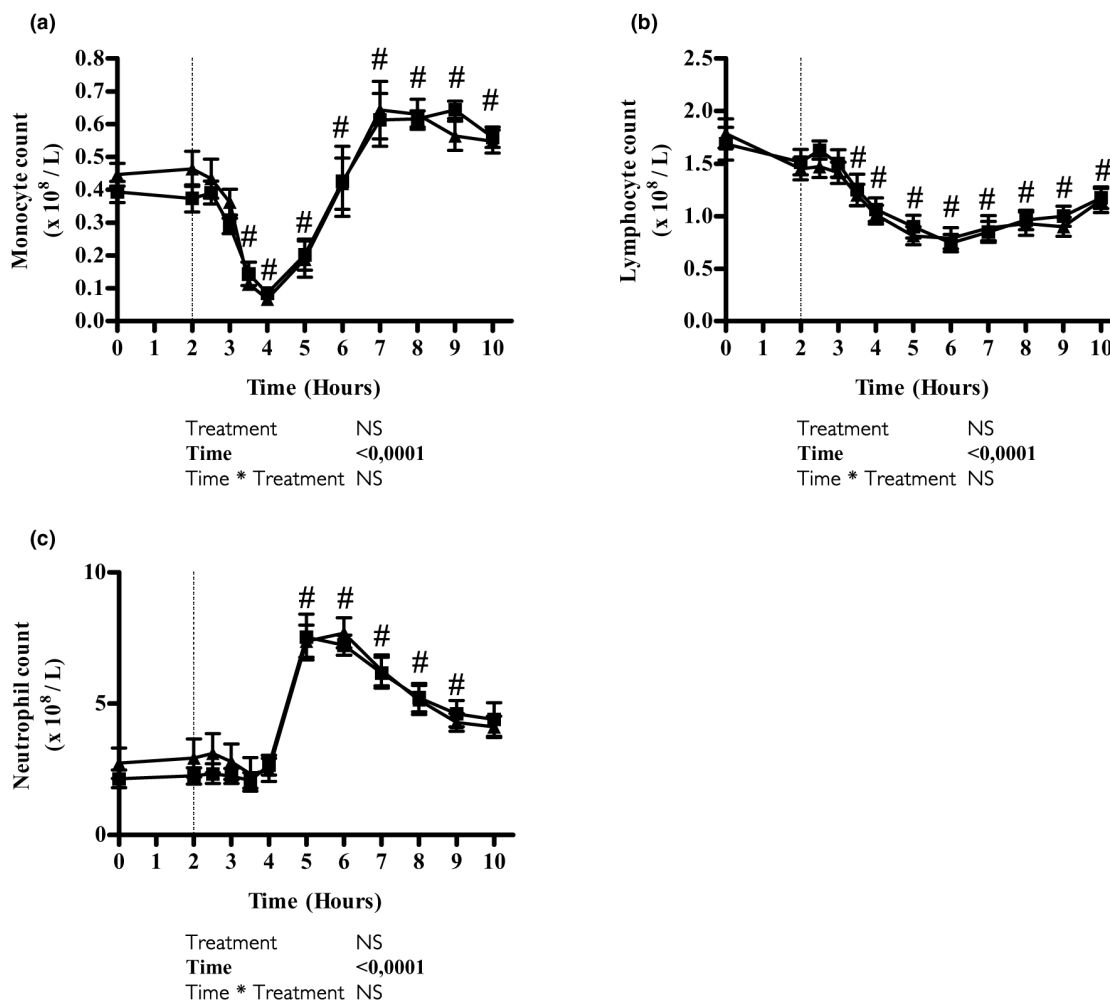 (a)
Monocyte count
(x 10⁸ / L)
0.8
0.7
0.6
0.5
0.4
0.3
0.2
0.1
0.0
# # # # # # # # #
0 1 2 3 4 5 6 7 8 9 10
Time (Hours)
Treatment NS
Time <0,0001
Time * Treatment NS
(b)
Lymphocyte count
(x 10⁸ / L)
2.5
2.0
1.5
1.0
0.5
0.0
# # # # # # # #
0 1 2 3 4 5 6 7 8 9 10
Time (Hours)
Treatment NS
Time <0,0001
Time * Treatment NS
(c)
Neutrophil count
(x 10⁸ / L)
10
5
0
# # # # #
0 1 2 3 4 5 6 7 8 9 10
Time (Hours)
Treatment NS
Time <0,0001
Time * Treatment NS